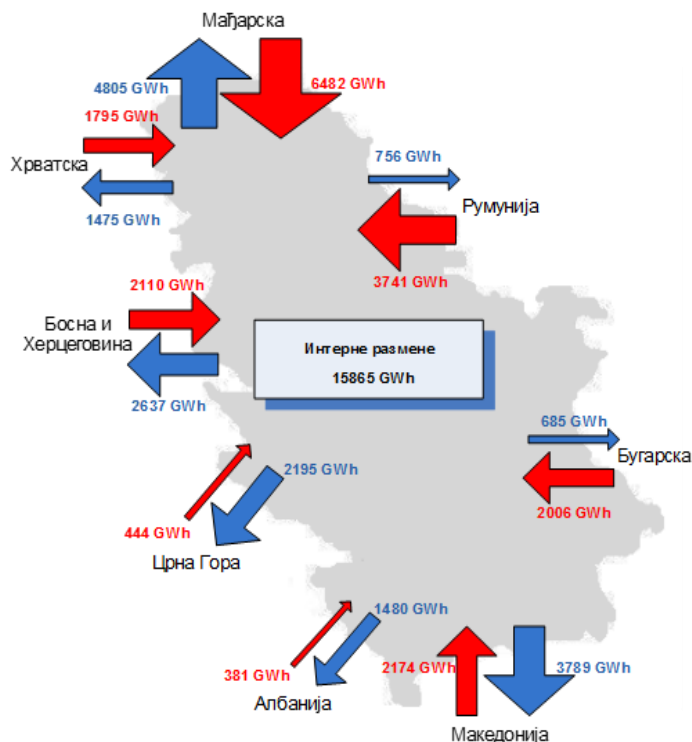 Мађарска
4805 GWh
6482 GWh
1795 GWh
Хрватска
1475 GWh
756 GWh
Румунија
3741 GWh
2110 GWh
Босна и
Херцеговина
2637 GWh
Интерне размене
15865 GWh
685 GWh
Бугарска
2006 GWh
2195 GWh
444 GWh
Црна Гора
1480 GWh
381 GWh
Албанија
2174 GWh
3789 GWh
Македонија